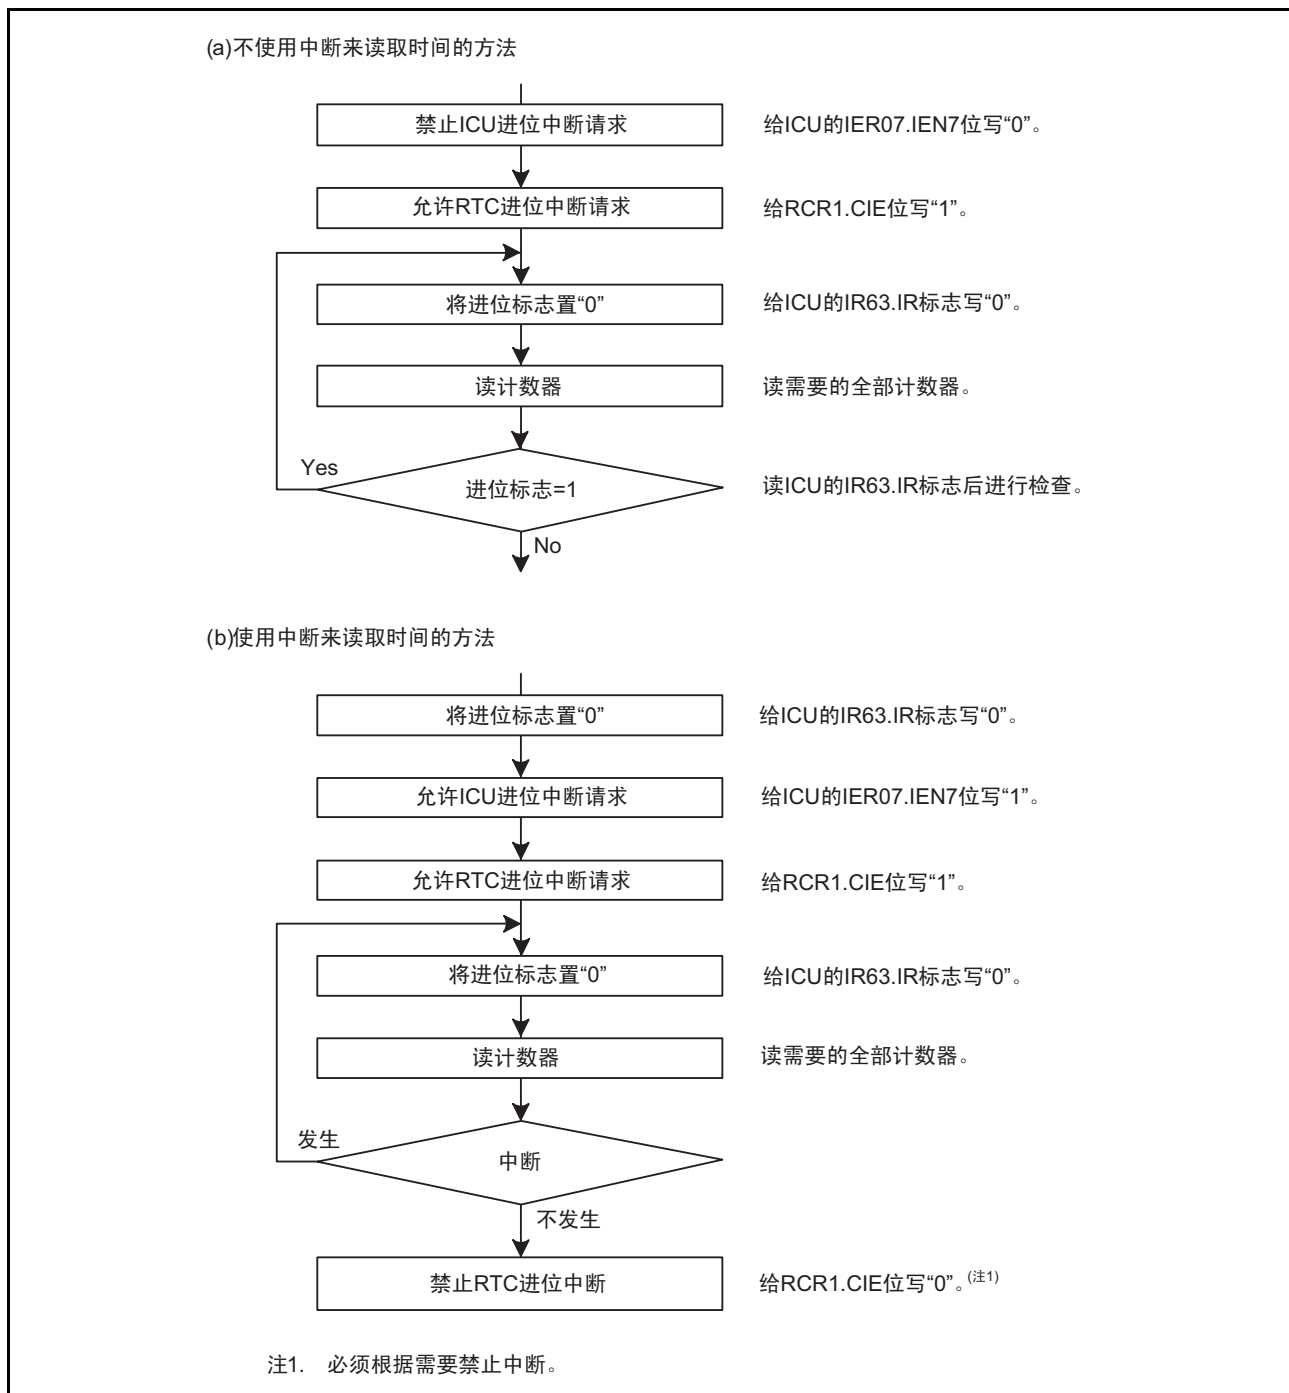 (a)不使用中断来读取时间的方法
禁止ICU进位中断请求 给ICU的IER07.IEN7位写“0”。
允许RTC进位中断请求 给RCR1.CIE位写“1”。
将进位标志置“0” 给ICU的IR63.IR标志写“0”。
读计数器 读需要的全部计数器。
Yes
进位标志=1 读ICU的IR63.IR标志后进行检查。
No
(b)使用中断来读取时间的方法
将进位标志置“0” 给ICU的IR63.IR标志写“0”。
允许ICU进位中断请求 给ICU的IER07.IEN7位写“1”。
允许RTC进位中断请求 给RCR1.CIE位写“1”。
将进位标志置“0” 给ICU的IR63.IR标志写“0”。
读计数器 读需要的全部计数器。
发生
中断
不发生
禁止RTC进位中断 给RCR1.CIE位写“0”。(注1)
注1. 必须根据需要禁止中断。